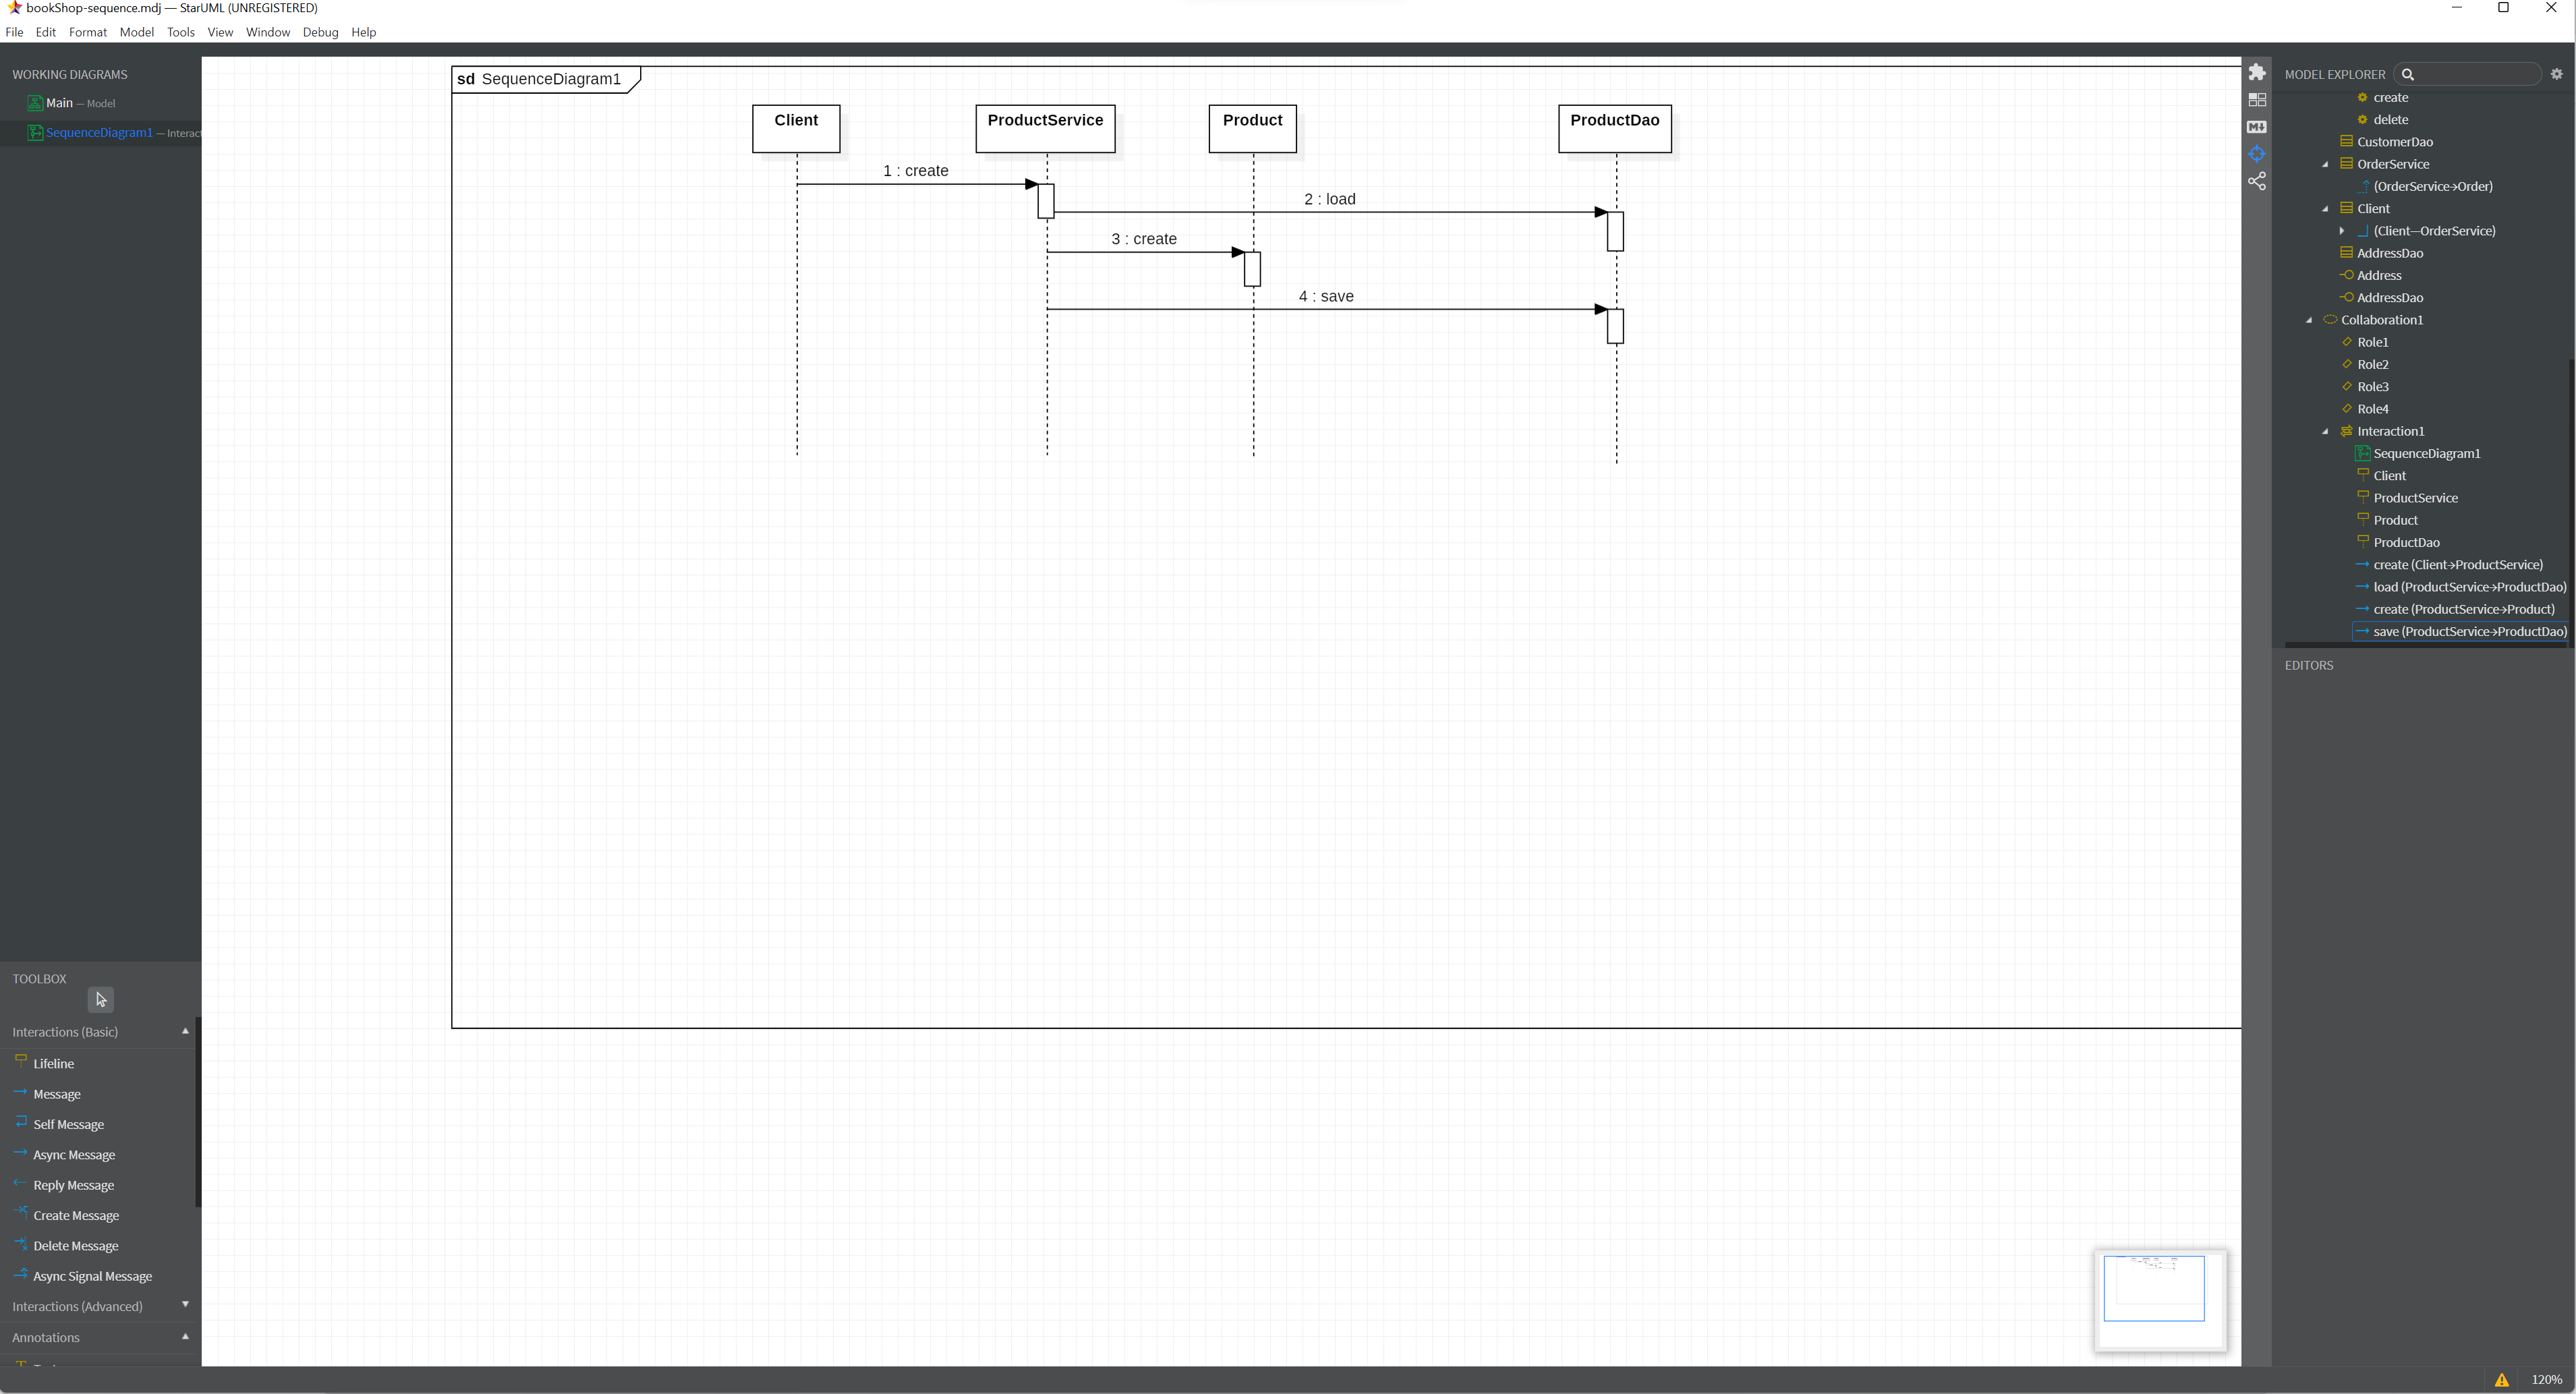 bookShop-sequence.mdj — StarUML (UNREGISTERED)
File Edit Format Model Tools View Window Debug Help
WORKING DIAGRAMS
Main — Model
SequenceDiagram1 — Interact
sd SequenceDiagram1
Client ProductService Product ProductDao
1 : create
2 : load
3 : create
4 : save
TOOLBOX
Interactions (Basic)
Lifeline
Message
Self Message
Async Message
Reply Message
Create Message
Delete Message
Async Signal Message
Interactions (Advanced)
Annotations
MODEL EXPLORER
create
delete
CustomerDao
OrderService
(OrderService→Order)
Client
(Client—OrderService)
AddressDao
Address
AddressDao
Collaboration1
Role1
Role2
Role3
Role4
Interaction1
SequenceDiagram1
Client
ProductService
Product
ProductDao
create (Client→ProductService)
load (ProductService→ProductDao)
create (ProductService→Product)
save (ProductService→ProductDao)
EDITORS
120%